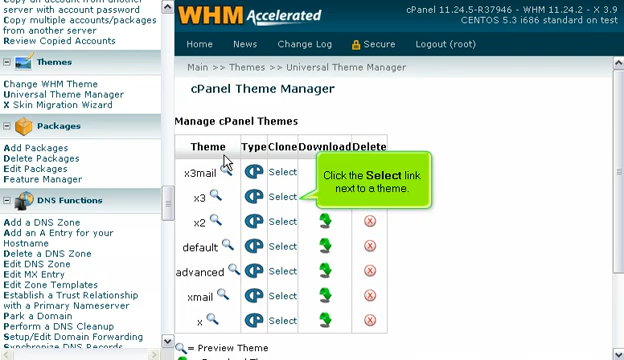 Copy an account from another
server with account password
Copy multiple accounts/packages
from another server
Review Copied Accounts
Themes
Change WHM Theme
Universal Theme Manager
X Skin Migration Wizard
Packages
Add Packages
Delete Packages
Edit Packages
Feature Manager
DNS Functions
Add a DNS Zone
Add an A Entry for your
Hostname
Delete a DNS Zone
Edit DNS Zone
Edit MX Entry
Edit Zone Templates
Establish a Trust Relationship
with a Primary Nameserver
Park a Domain
Perform a DNS Cleanup
Setup/Edit Domain Forwarding
Synchronize DNS Records
WHM Accelerated
cPanel 11.24.5-R37946 - WHM 11.24.2 - X 3.9
CENTOS 5.3 i686 standard on test
Home News Change Log Secure Logout (root)
Main >> Themes >> Universal Theme Manager
cPanel Theme Manager
Manage cPanel Themes
Theme Type Clone Download Delete
x3mail Select
x3 Select
Click the Select link
next to a theme.
x2 Select
default Select
advanced Select
xmail Select
x Select
= Preview Theme